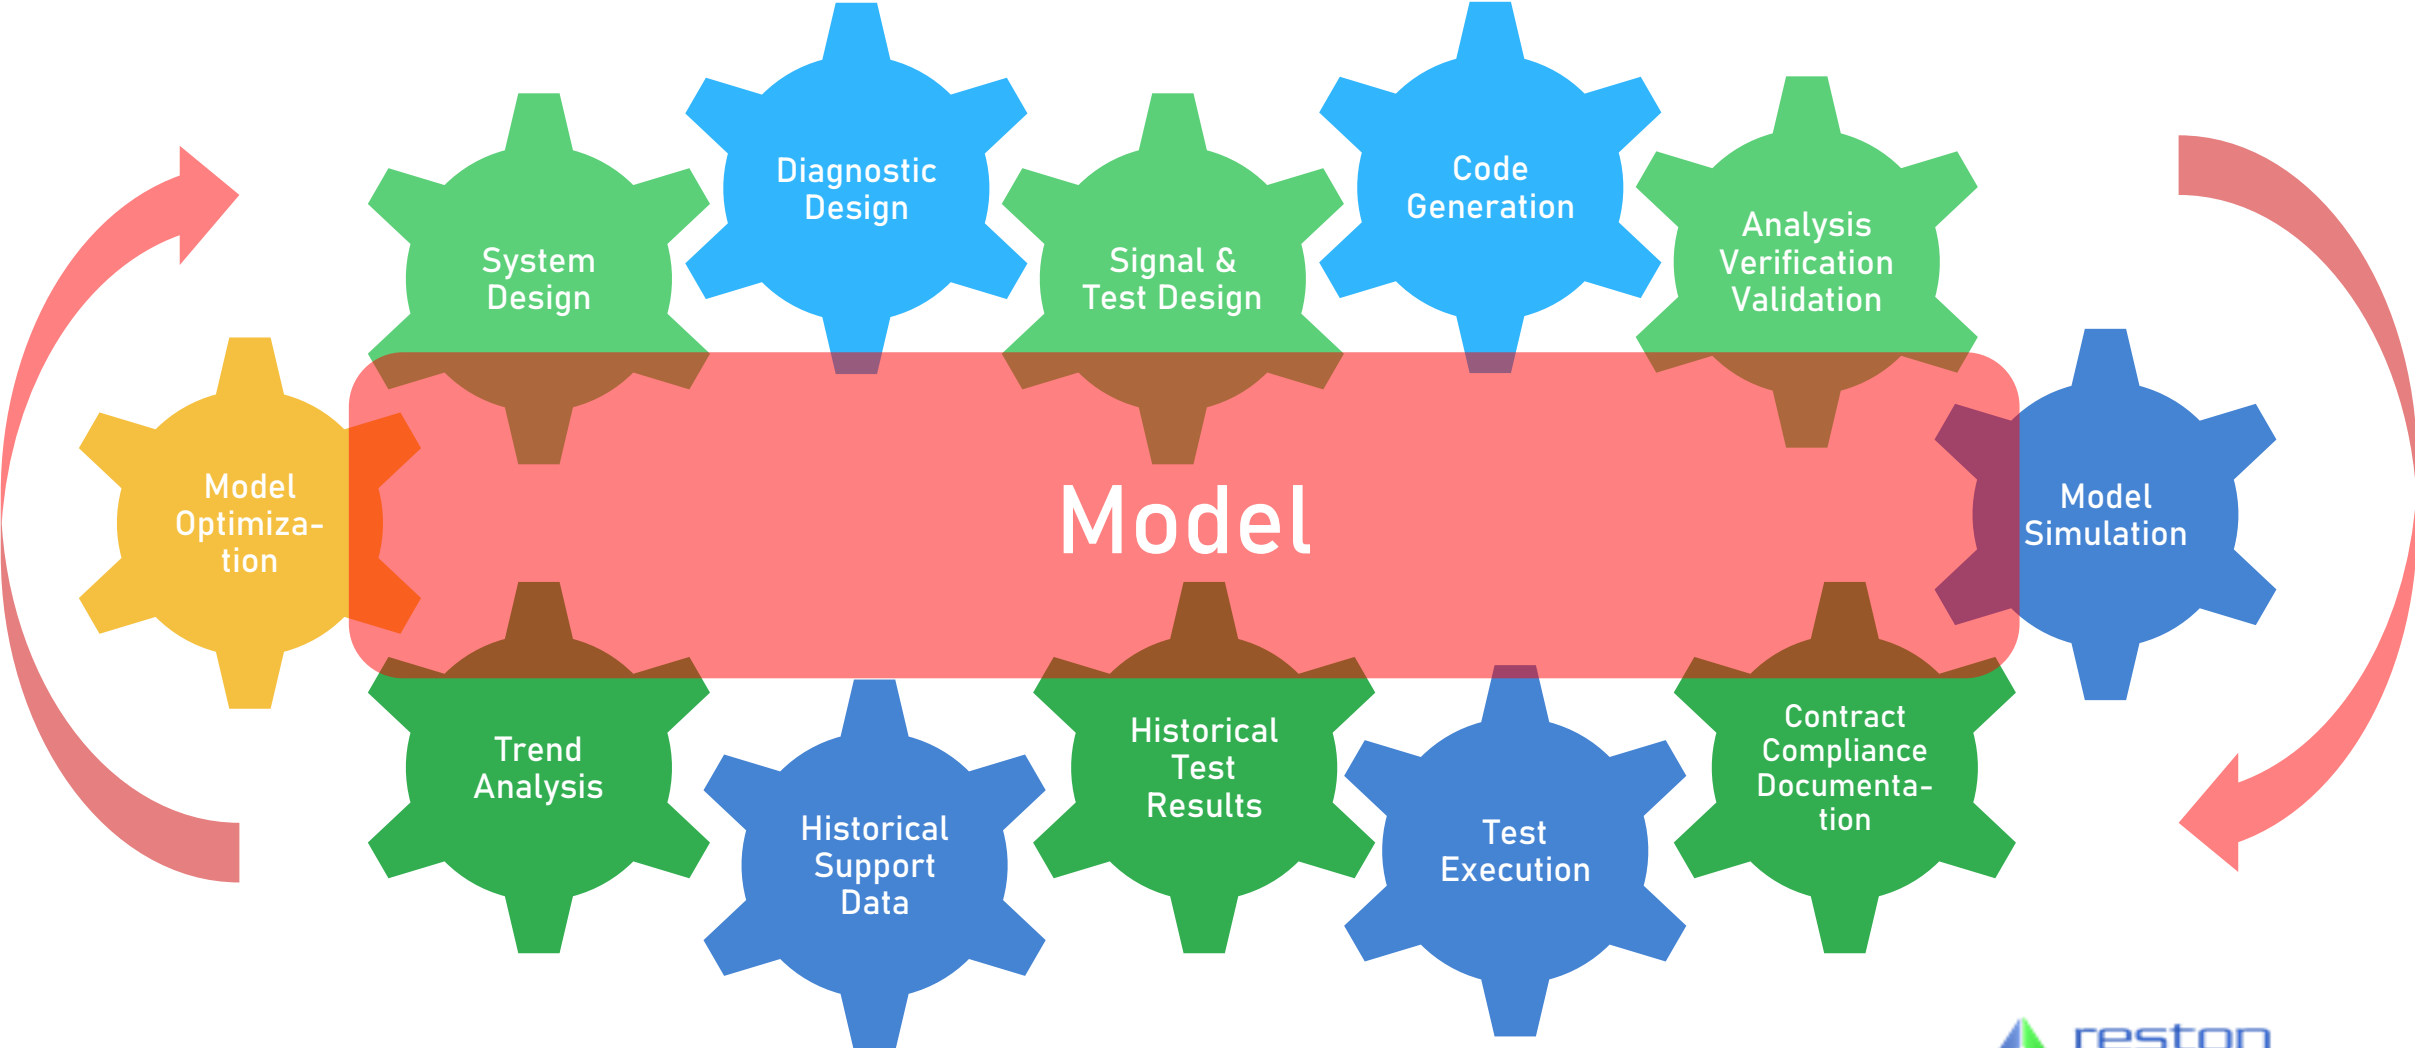 Diagnostic
Design
Code
Generation
System
Design
Signal &
Test Design
Analysis
Verification
Validation
Model
Optimiza-
tion
Model
Model
Simulation
Trend
Analysis
Historical
Support
Data
Historical
Test
Results
Test
Execution
Contract
Compliance
Documenta-
tion
reston